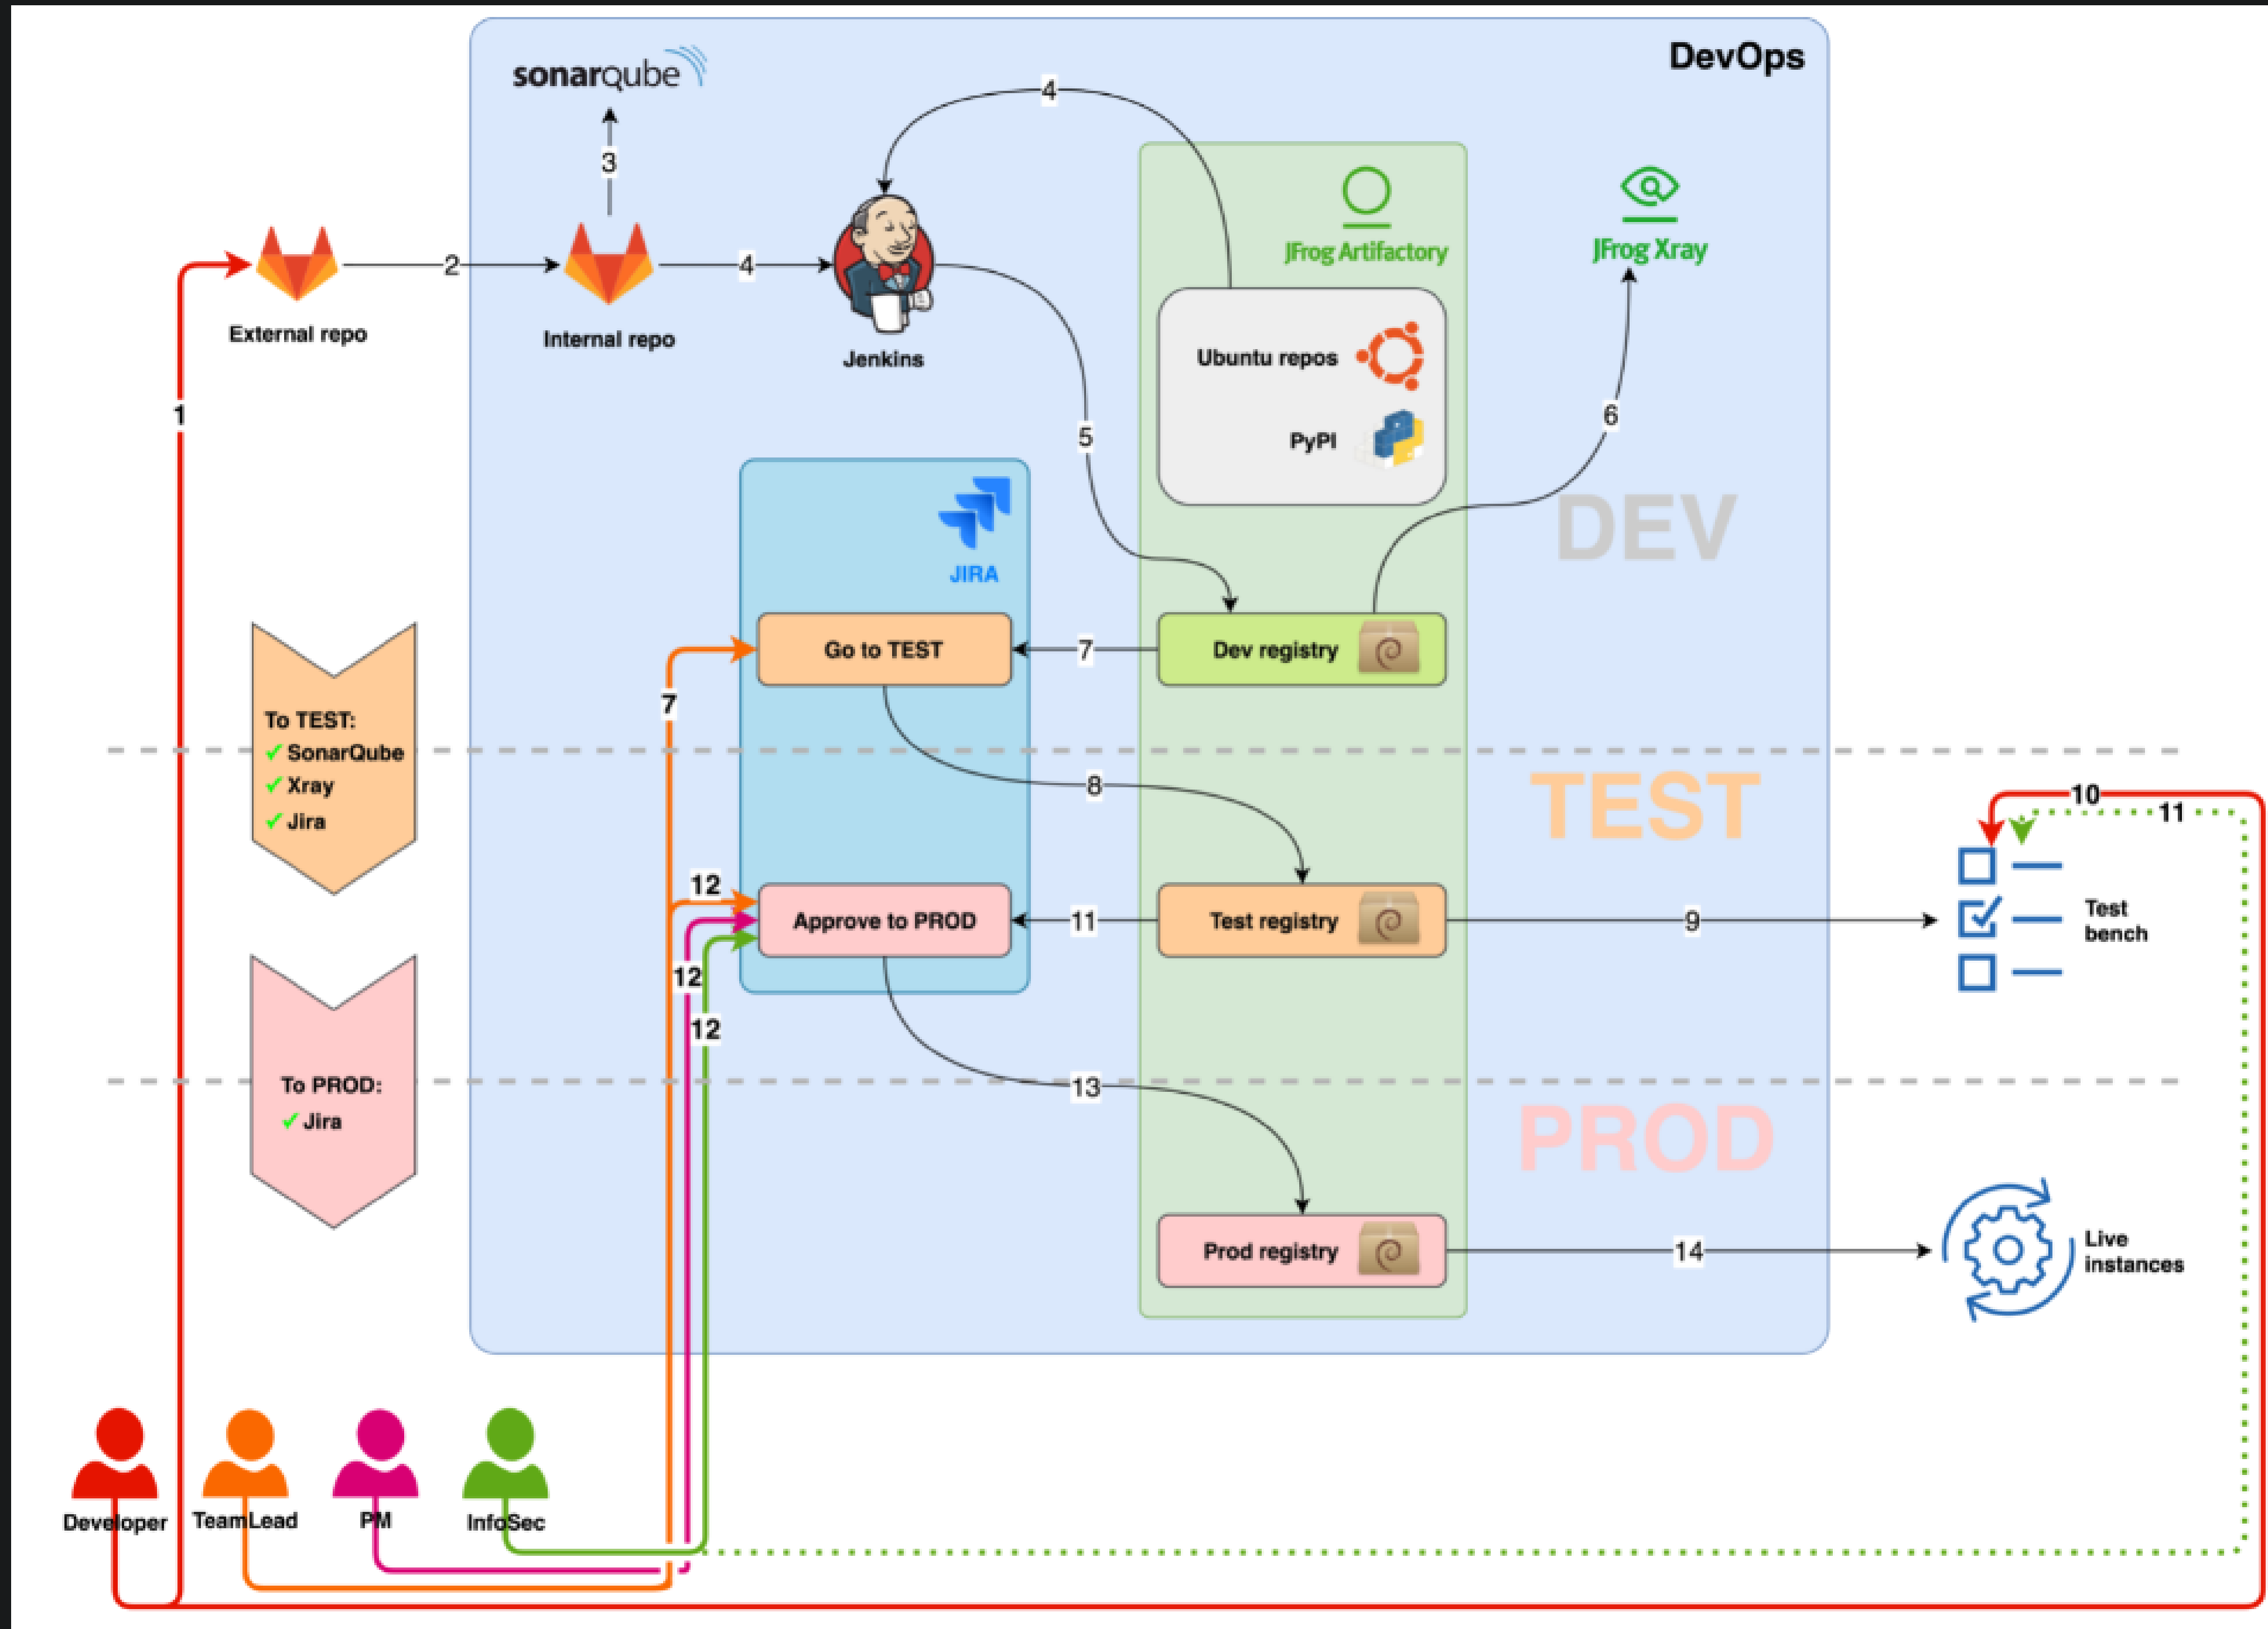 DevOps
sonarqube
4
3
JFrog Artifactory
JFrog Xray
2
4
External repo
Internal repo
Jenkins
Ubuntu repos
1
5
6
PyPI
DEV
JIRA
Go to TEST
7
Dev registry
7
To TEST:
✓ SonarQube
✓ Xray
✓ Jira
8
TEST
10
11
12
Approve to PROD
11
Test registry
9
Test
bench
12
12
To PROD:
✓ Jira
13
PROD
Prod registry
14
Live
instances
Developer
TeamLead
PM
InfoSec